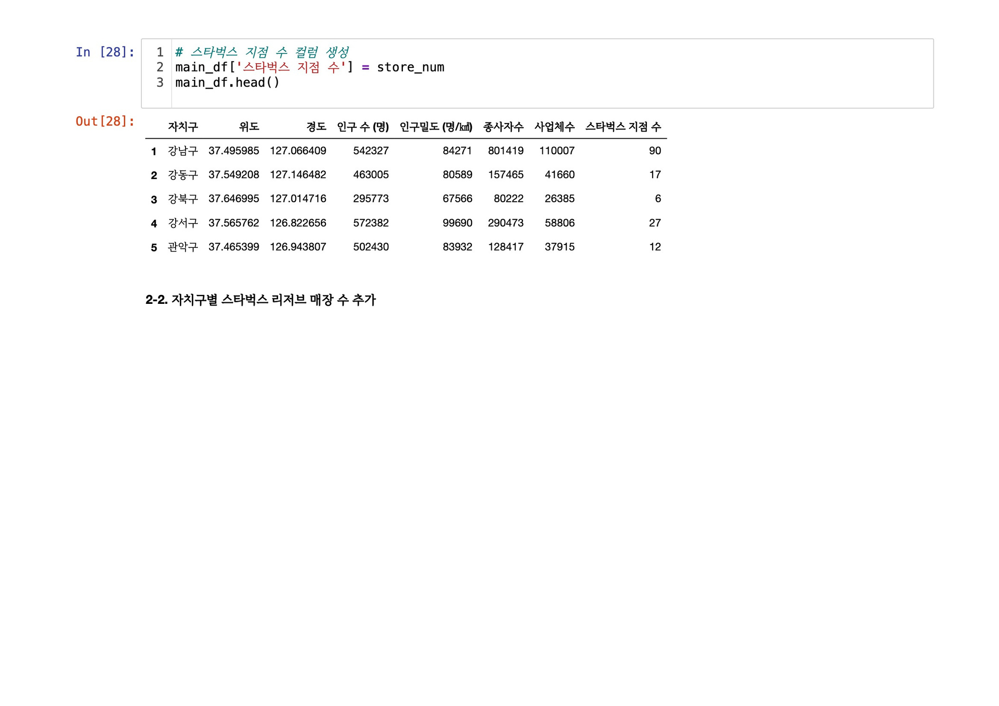 In [28]:
1 # 스타벅스 지점 수 컬럼 생성
2 main_df['스타벅스 지점 수'] = store_num
3 main_df.head()
Out[28]:
자치구 위도 경도 인구 수 (명) 인구밀도 (명/㎢) 종사자수 사업체수 스타벅스 지점 수
1 강남구 37.495985 127.066409 542327 84271 801419 110007 90
2 강동구 37.549208 127.146482 463005 80589 157465 41660 17
3 강북구 37.646995 127.014716 295773 67566 80222 26385 6
4 강서구 37.565762 126.822656 572382 99690 290473 58806 27
5 관악구 37.465399 126.943807 502430 83932 128417 37915 12
2-2. 자치구별 스타벅스 리저브 매장 수 추가